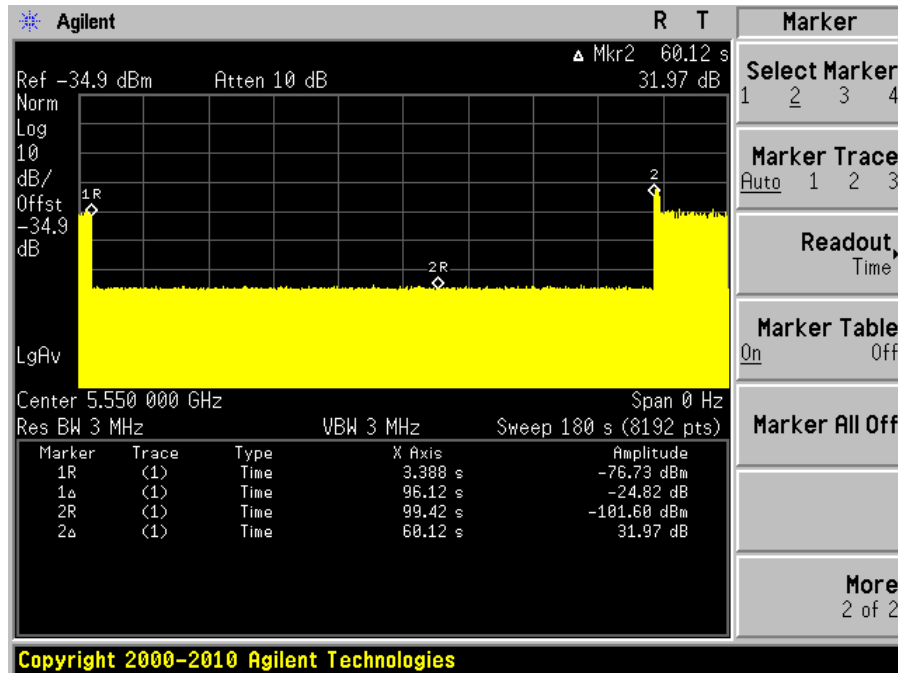 Agilent R T Marker
Δ Mkr2 60.12 s
Ref −34.9 dBm Atten 10 dB 31.97 dB
Norm
Log
10
dB/
Offst
−34.9
dB
1R
2
2R
LgAv
Center 5.550 000 GHz Span 0 Hz
Res BW 3 MHz VBW 3 MHz Sweep 180 s (8192 pts)
Marker Trace Type X Axis Amplitude
1R (1) Time 3.388 s −76.73 dBm
1Δ (1) Time 96.12 s −24.82 dB
2R (1) Time 99.42 s −101.60 dBm
2Δ (1) Time 60.12 s 31.97 dB
Select Marker
1 2 3 4
Marker Trace
Auto 1 2 3
Readout
Time
Marker Table
On Off
Marker All Off
More
2 of 2
Copyright 2000–2010 Agilent Technologies